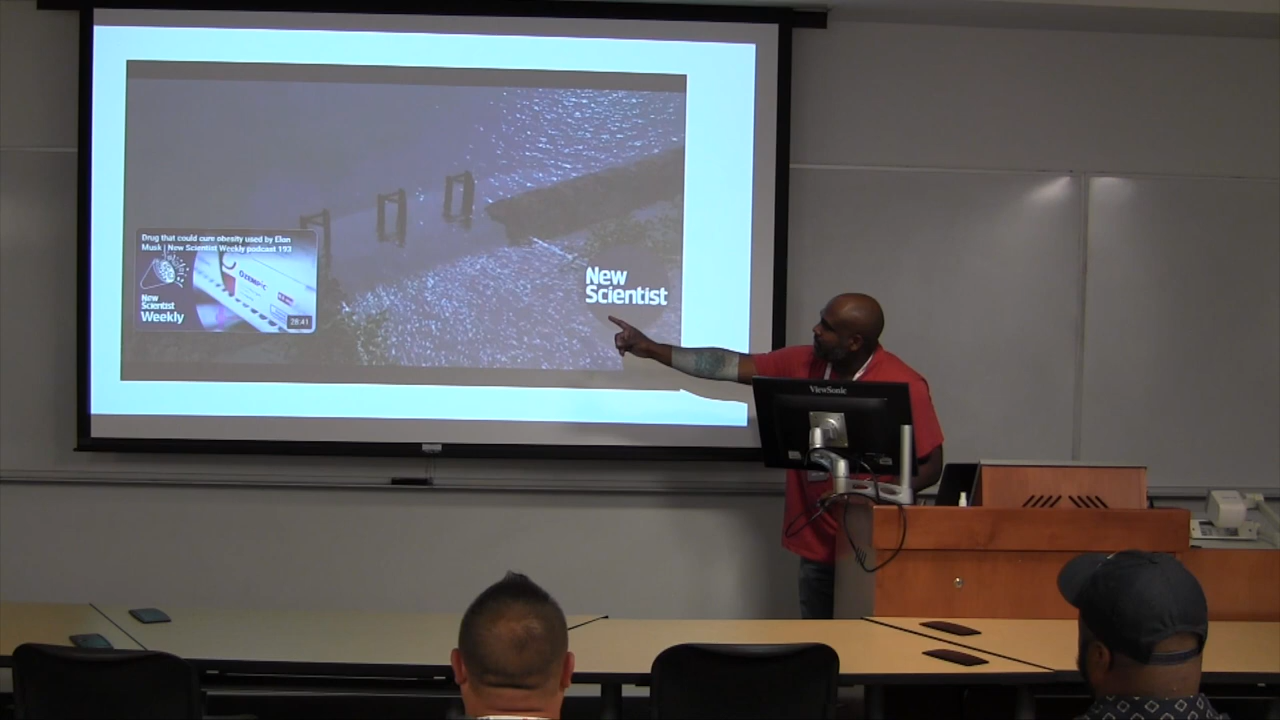 Drug that could cure obesity used by Elon
Musk | New Scientist Weekly podcast 193
New
Scientist
Weekly
28:41
New
Scientist
ViewSonic